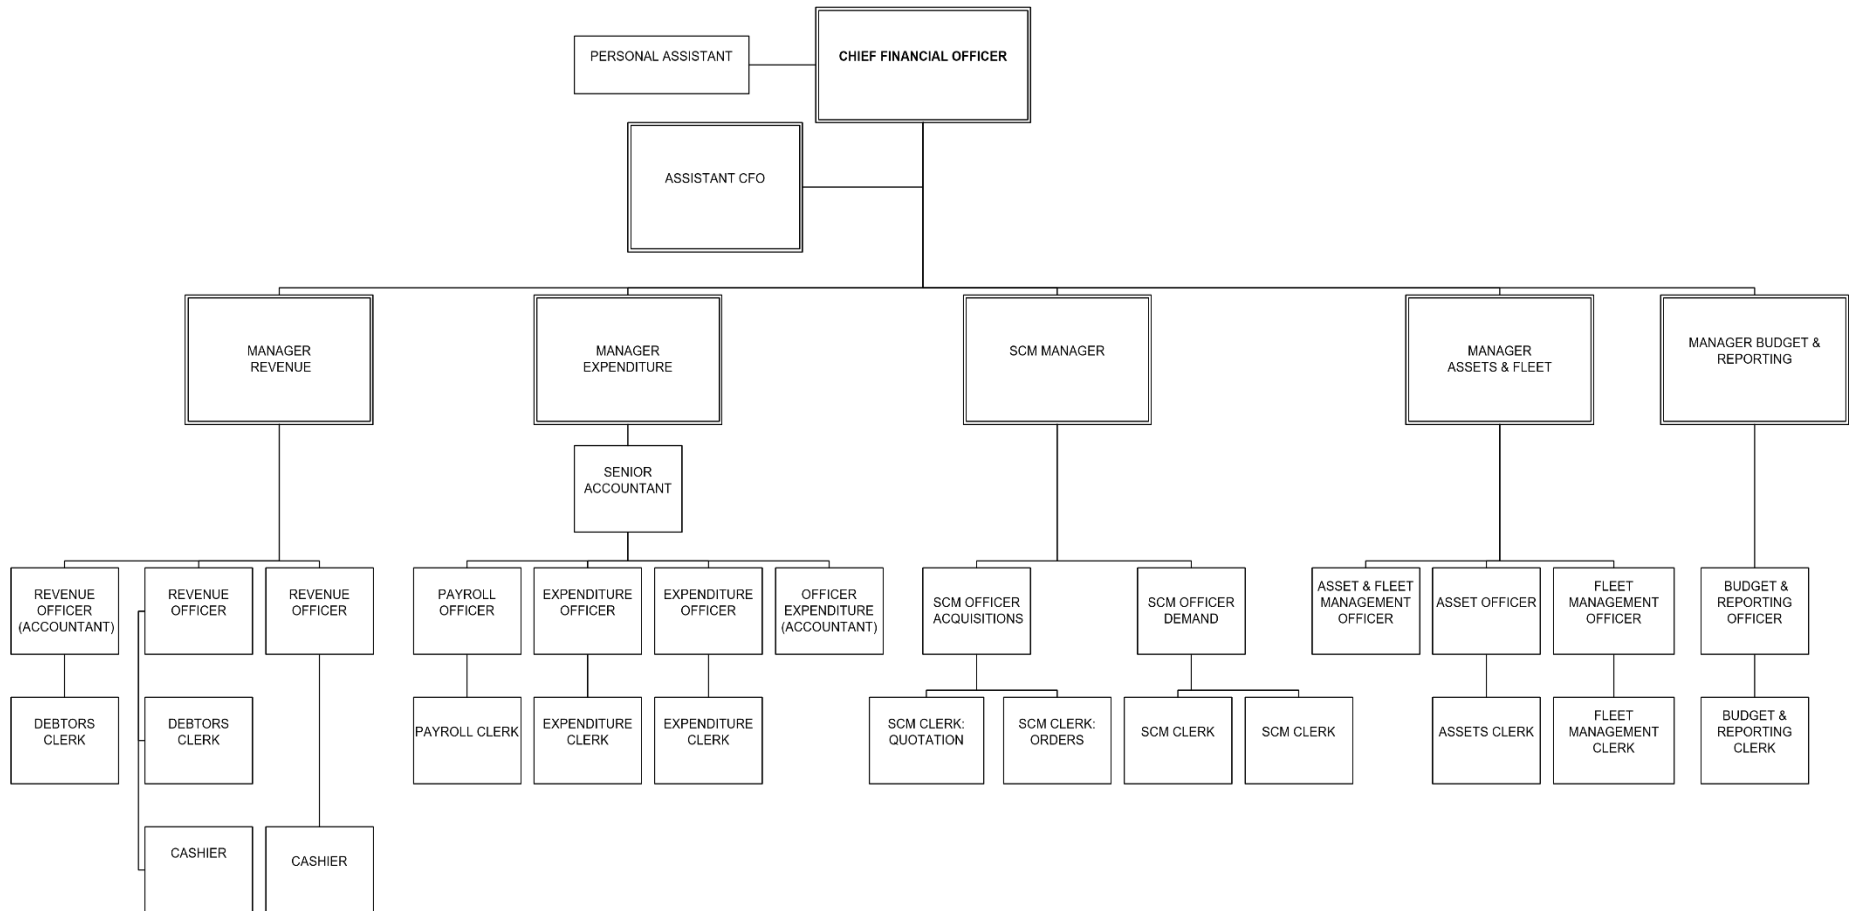 PERSONAL ASSISTANT
CHIEF FINANCIAL OFFICER
ASSISTANT CFO
MANAGER
REVENUE
MANAGER
EXPENDITURE
SCM MANAGER
MANAGER
ASSETS & FLEET
MANAGER BUDGET &
REPORTING
SENIOR
ACCOUNTANT
REVENUE
OFFICER
(ACCOUNTANT)
REVENUE
OFFICER
REVENUE
OFFICER
PAYROLL
OFFICER
EXPENDITURE
OFFICER
EXPENDITURE
OFFICER
OFFICER
EXPENDITURE
(ACCOUNTANT)
SCM OFFICER
ACQUISITIONS
SCM OFFICER
DEMAND
ASSET & FLEET
MANAGEMENT
OFFICER
ASSET OFFICER
FLEET
MANAGEMENT
OFFICER
BUDGET &
REPORTING
OFFICER
DEBTORS
CLERK
DEBTORS
CLERK
PAYROLL CLERK
EXPENDITURE
CLERK
EXPENDITURE
CLERK
SCM CLERK:
QUOTATION
SCM CLERK:
ORDERS
SCM CLERK
SCM CLERK
ASSETS CLERK
FLEET
MANAGEMENT
CLERK
BUDGET &
REPORTING
CLERK
CASHIER
CASHIER